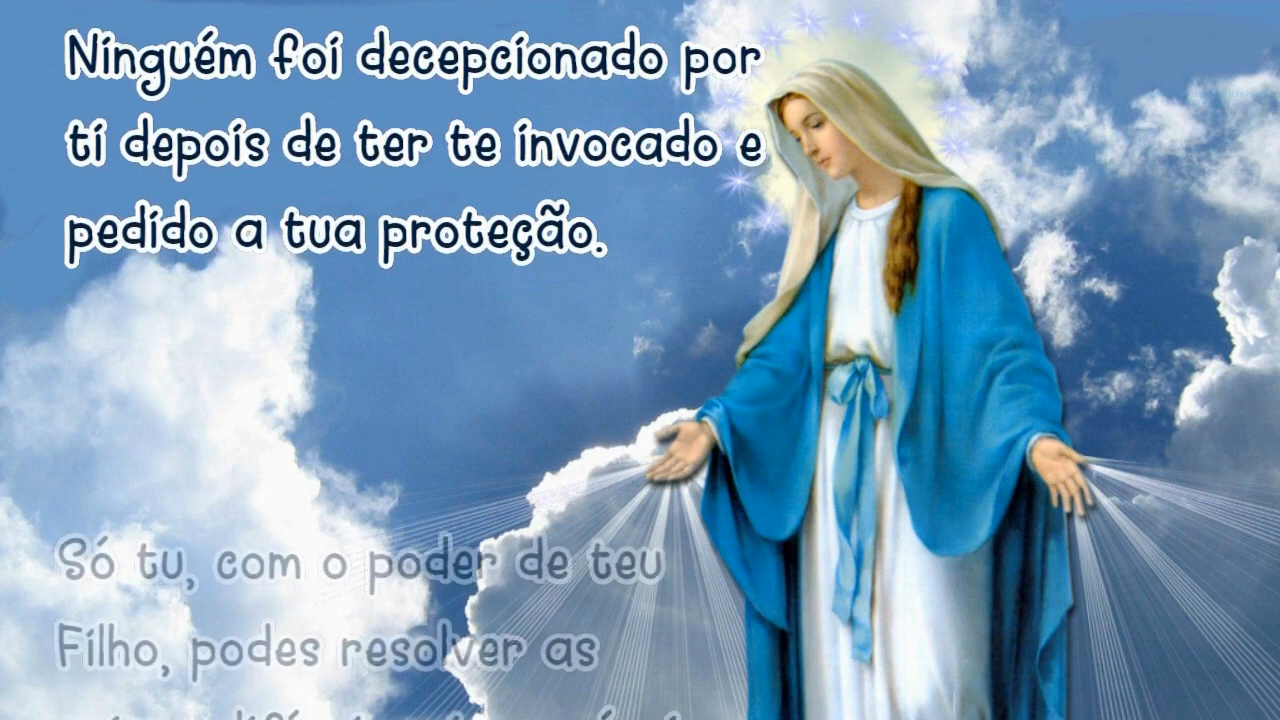 Ninguém foi decepcionado por
ti depois de ter te invocado e
pedido a tua proteção.
Só tu, com o poder de teu
Filho, podes resolver as